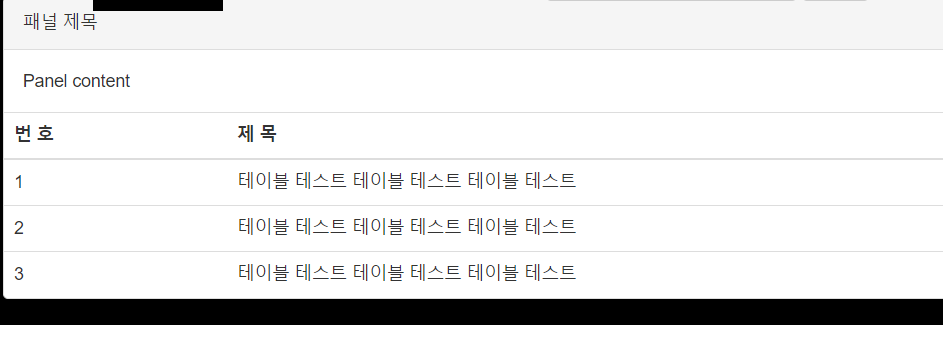 패널 제목
Panel content
번 호 제 목
1 테이블 테스트 테이블 테스트 테이블 테스트
2 테이블 테스트 테이블 테스트 테이블 테스트
3 테이블 테스트 테이블 테스트 테이블 테스트